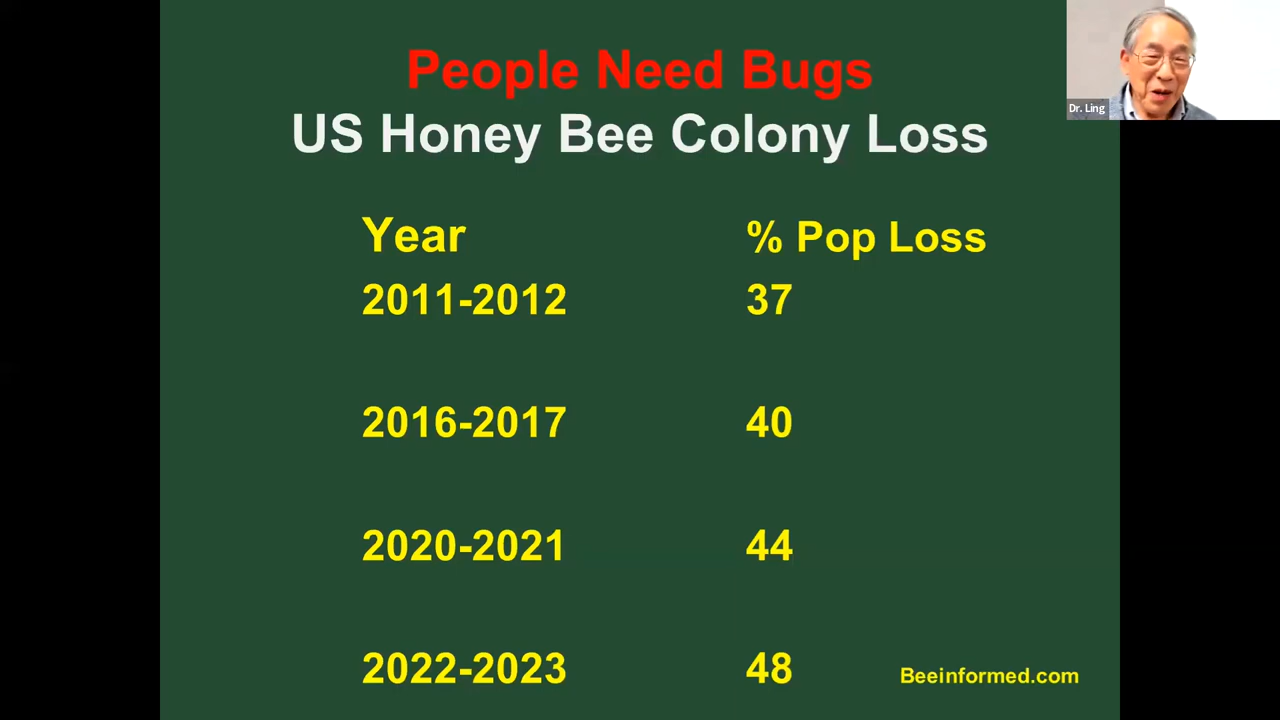 People Need Bugs
US Honey Bee Colony Loss
Year % Pop Loss
2011-2012 37
2016-2017 40
2020-2021 44
2022-2023 48
Beeinformed.com
Dr. Ling